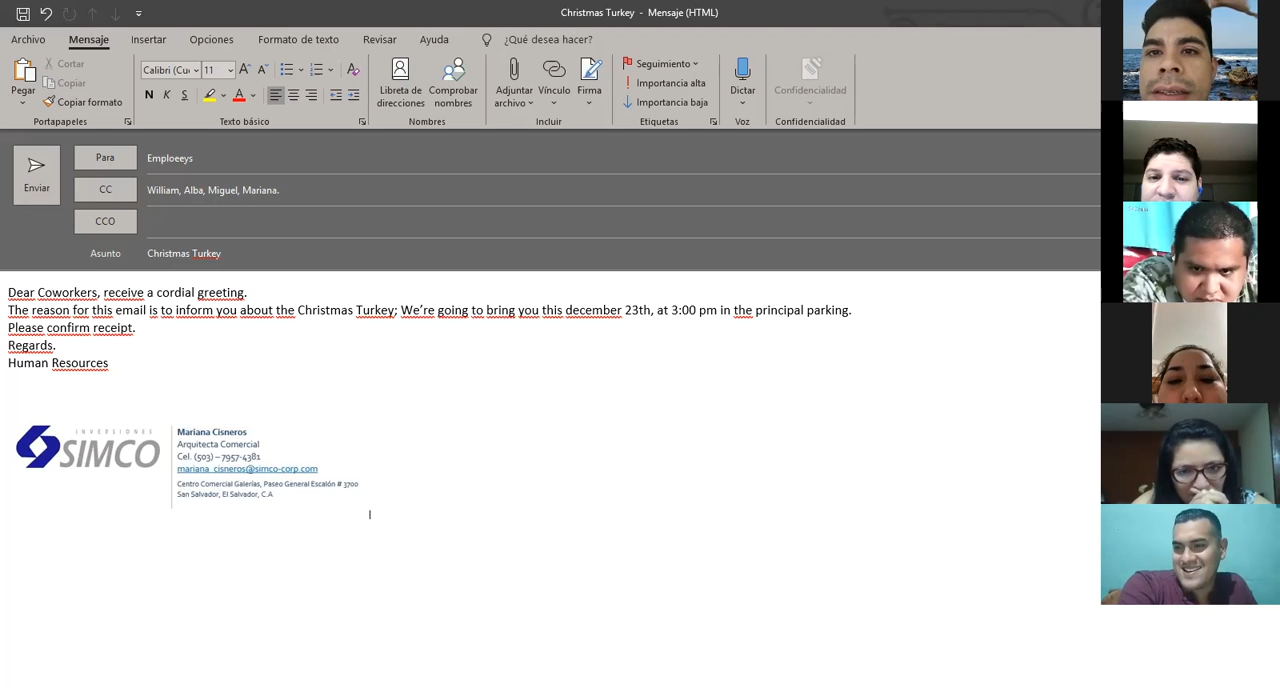 Christmas Turkey - Mensaje (HTML)
Archivo Mensaje Insertar Opciones Formato de texto Revisar Ayuda ¿Qué desea hacer?
Pegar
Cortar
Copiar
Copiar formato
Portapapeles
Calibri (Cu 11
N K S
Texto básico
Libreta de direcciones
Comprobar nombres
Nombres
Adjuntar archivo
Vínculo
Firma
Incluir
Seguimiento
Importancia alta
Importancia baja
Etiquetas
Dictar
Voz
Confidencialidad
Confidencialidad
Enviar
Para Emploeeys
CC William, Alba, Miguel, Mariana.
CCO
Asunto Christmas Turkey
Dear Coworkers, receive a cordial greeting.
The reason for this email is to inform you about the Christmas Turkey; We’re going to bring you this december 23th, at 3:00 pm in the principal parking.
Please confirm receipt.
Regards.
Human Resources
INVERSIONES
SIMCO
Mariana Cisneros
Arquitecta Comercial
Cel. (503) – 7957-4381
mariana_cisneros@simco-corp.com
Centro Comercial Galerías, Paseo General Escalón # 3700
San Salvador, El Salvador, C.A